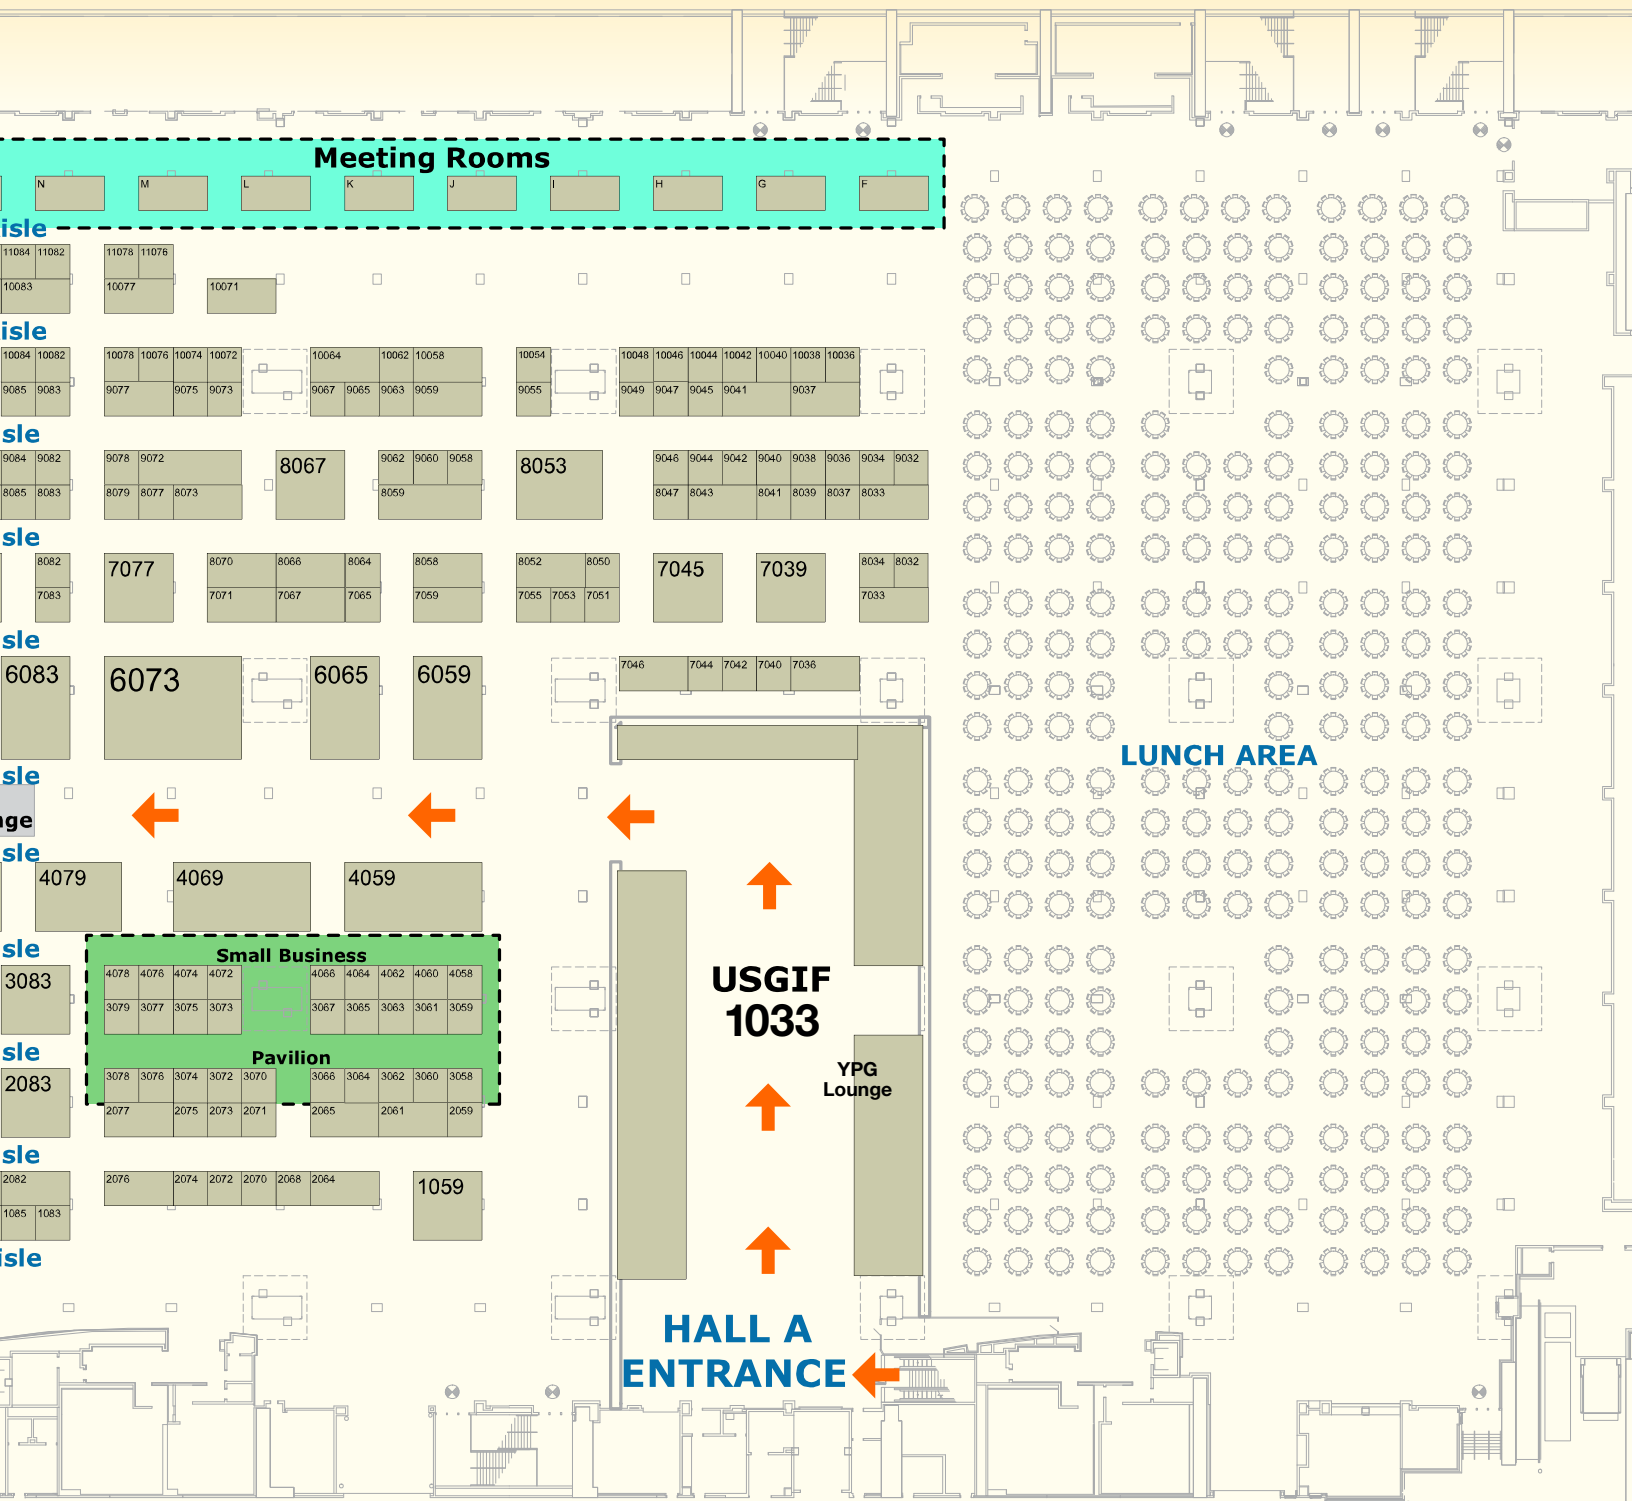 Meeting Rooms
N M L K J I H G F
isle
11084 11082 11078 11076
10083 10077 10071
isle
10084 10082 10078 10076 10074 10072 10064 10062 10058 10054 10048 10046 10044 10042 10040 10038 10036
9085 9083 9077 9075 9073 9067 9065 9063 9059 9055 9049 9047 9045 9041 9037
sle
9084 9082 9078 9072 8067 9062 9060 9058 8053 9046 9044 9042 9040 9038 9036 9034 9032
8085 8083 8079 8077 8073 8059 8047 8043 8041 8039 8037 8033
sle
8082 7077 8070 8066 8064 8058 8052 8050 7045 7039 8034 8032
7083 7071 7067 7065 7059 7055 7053 7051 7033
sle
6083 6073 6065 6059 7046 7044 7042 7040 7036
LUNCH AREA
sle
nge
sle
4079 4069 4059
sle
Small Business
3083 4078 4076 4074 4072 4066 4064 4062 4060 4058
3079 3077 3075 3073 3067 3065 3063 3061 3059
USGIF
1033
sle
Pavilion
YPG
Lounge
2083 3078 3076 3074 3072 3070 3066 3064 3062 3060 3058
2077 2075 2073 2071 2065 2061 2059
sle
2082 2076 2074 2072 2070 2068 2064 1059
1085 1083
isle
HALL A
ENTRANCE